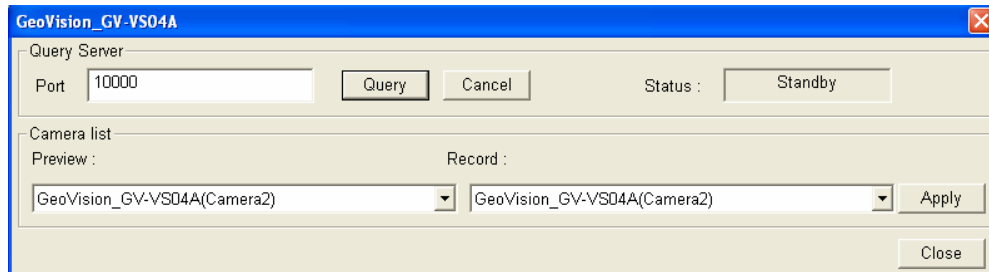 GeoVision_GV-VS04A
Query Server
Port 10000 Query Cancel Status : Standby
Camera list
Preview : Record :
GeoVision_GV-VS04A(Camera2) GeoVision_GV-VS04A(Camera2) Apply
Close